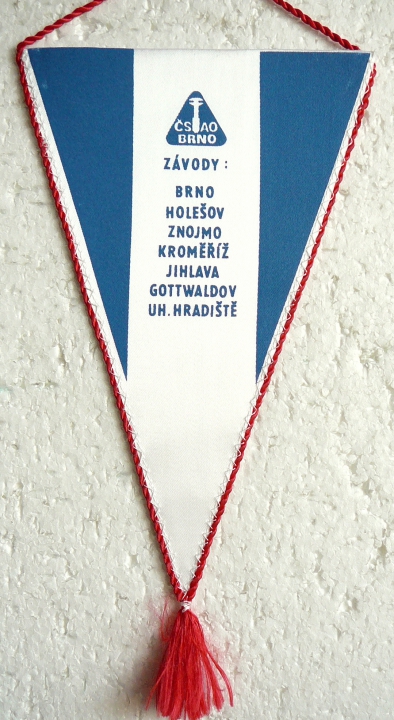 ČSAO
BRNO
ZÁVODY :
BRNO
HOLEŠOV
ZNOJMO
KROMĚŘÍŽ
JIHLAVA
GOTTWALDOV
UH. HRADIŠTĚ